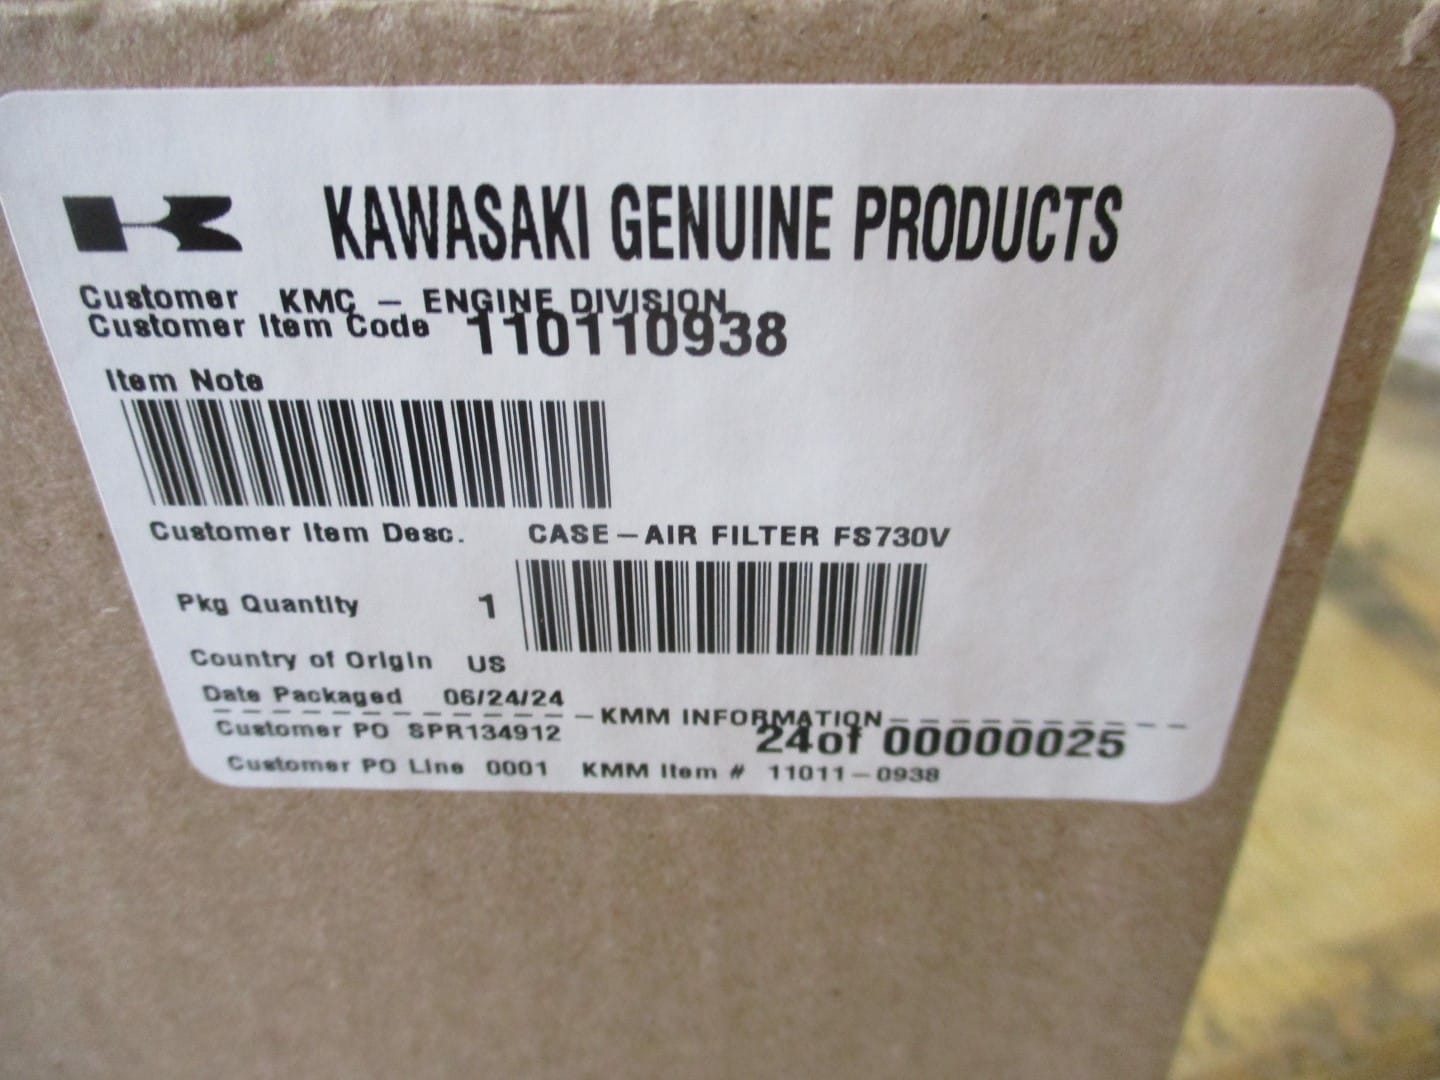 KAWASAKI GENUINE PRODUCTS
Customer KMC - ENGINE DIVISION
Customer Item Code 110110938
Item Note
Customer Item Desc. CASE-AIR FILTER FS730V
Pkg Quantity 1
Country of Origin US
Date Packaged 06/24/24
KMM INFORMATION
Customer PO SPR134912 24of 00000025
Customer PO Line 0001 KMM Item # 11011-0938